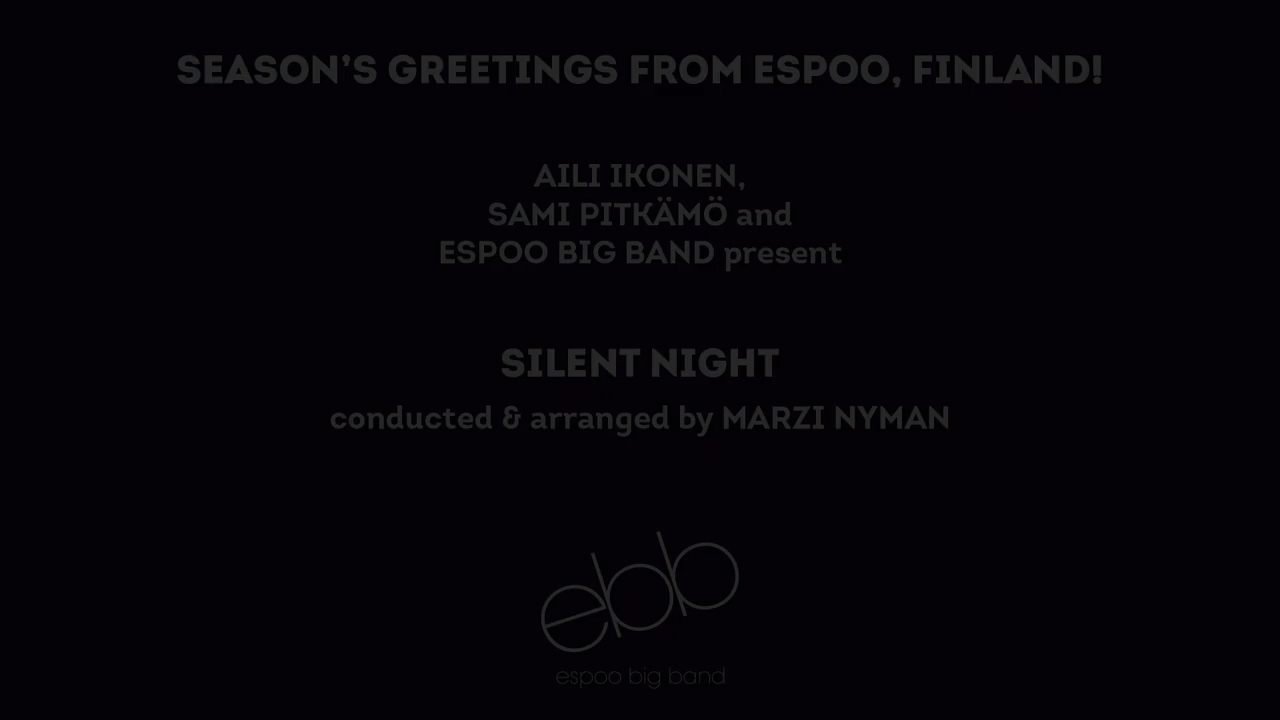 SEASON’S GREETINGS FROM ESPOO, FINLAND!
AILI IKONEN,
SAMI PITKÄMÖ and
ESPOO BIG BAND present
SILENT NIGHT
conducted & arranged by MARZI NYMAN
ebb
espoo big band